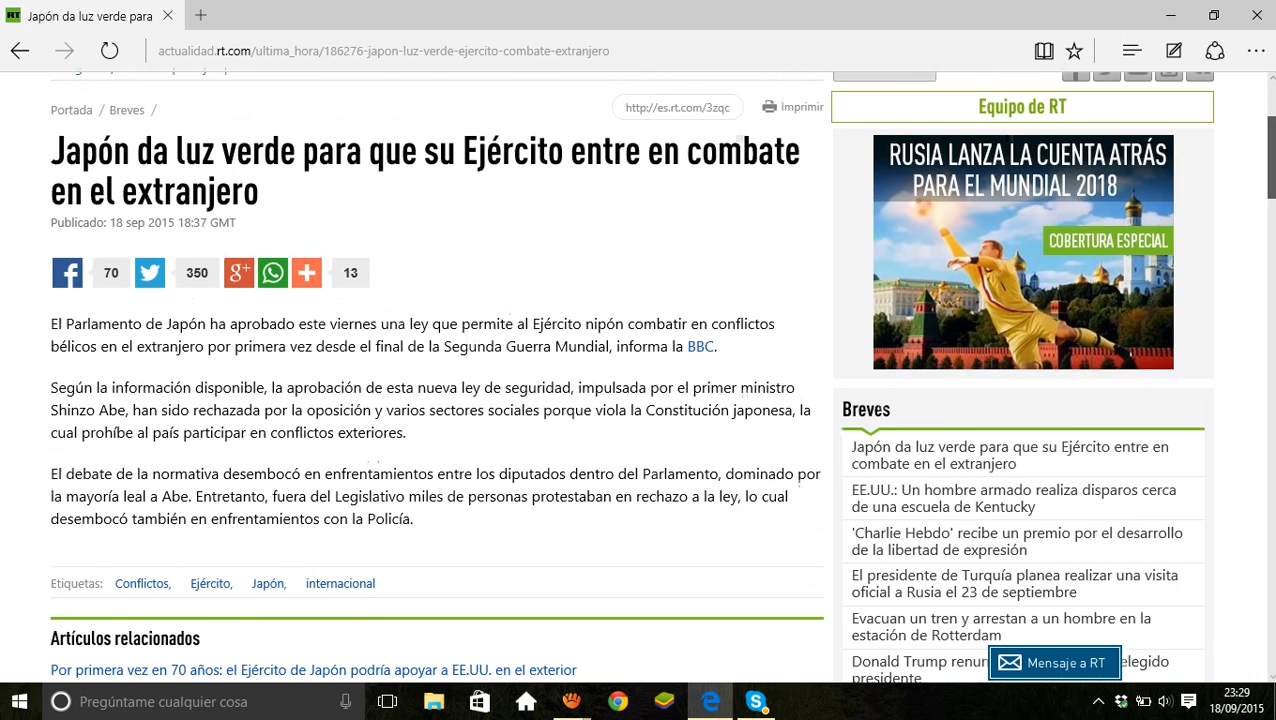 RT Japón da luz verde para
actualidad.rt.com/ultima_hora/186276-japon-luz-verde-ejercito-combate-extranjero
Portada / Breves /
http://es.rt.com/3zqc
Imprimir
Japón da luz verde para que su Ejército entre en combate
en el extranjero
Publicado: 18 sep 2015 18:37 GMT
70
350
13
El Parlamento de Japón ha aprobado este viernes una ley que permite al Ejército nipón combatir en conflictos
bélicos en el extranjero por primera vez desde el final de la Segunda Guerra Mundial, informa la BBC.
Según la información disponible, la aprobación de esta nueva ley de seguridad, impulsada por el primer ministro
Shinzo Abe, han sido rechazada por la oposición y varios sectores sociales porque viola la Constitución japonesa, la
cual prohíbe al país participar en conflictos exteriores.
El debate de la normativa desembocó en enfrentamientos entre los diputados dentro del Parlamento, dominado por
la mayoría leal a Abe. Entretanto, fuera del Legislativo miles de personas protestaban en rechazo a la ley, lo cual
desembocó también en enfrentamientos con la Policía.
Etiquetas: Conflictos, Ejército, Japón, internacional
Artículos relacionados
Por primera vez en 70 años: el Ejército de Japón podría apoyar a EE.UU. en el exterior
Equipo de RT
RUSIA LANZA LA CUENTA ATRÁS
PARA EL MUNDIAL 2018
COBERTURA ESPECIAL
Breves
Japón da luz verde para que su Ejército entre en
combate en el extranjero
EE.UU.: Un hombre armado realiza disparos cerca
de una escuela de Kentucky
'Charlie Hebdo' recibe un premio por el desarrollo
de la libertad de expresión
El presidente de Turquía planea realizar una visita
oficial a Rusia el 23 de septiembre
Evacuan un tren y arrestan a un hombre en la
estación de Rotterdam
Donald Trump elegido
presidente
Mensaje a RT
Pregúntame cualquier cosa
23:29
18/09/2015